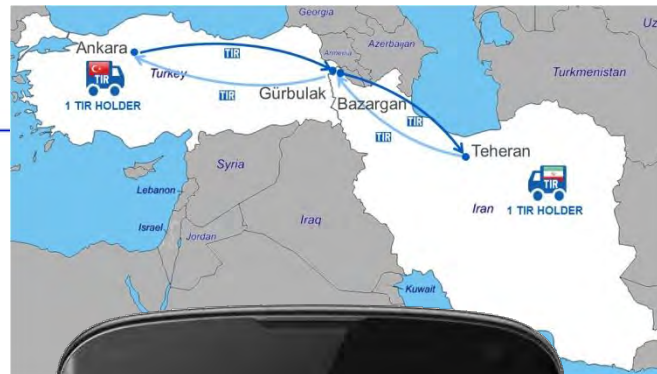 Georgia
Uz
Ankara
TIR
Armenia
Azerbaijan
TIR
Turkey
Turkmenistan
1 TIR HOLDER
TIR
Gürbulak
Bazargan
TIR
TIR
Teheran
Syria
TIR
Lebanon
Iraq
Iran
1 TIR HOLDER
Israel
Jordan
Kuwait